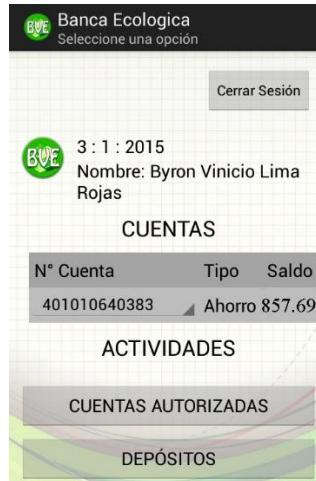 BVE
Banca Ecologica
Seleccione una opción
Cerrar Sesión
BVE
3 : 1 : 2015
Nombre: Byron Vinicio Lima
Rojas
CUENTAS
N° Cuenta Tipo Saldo
401010640383 Ahorro 857.69
ACTIVIDADES
CUENTAS AUTORIZADAS
DEPÓSITOS